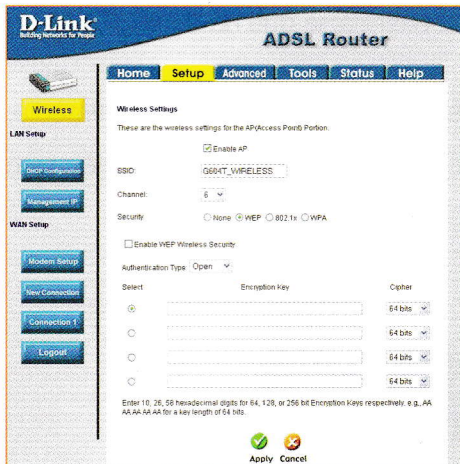 D-Link
Building Networks for People
ADSL Router
Home Setup Advanced Tools Status Help
Wireless
LAN Setup
DHCP Configuration
Management IP
WAN Setup
Modem Setup
New Connection
Connection 1
Logout
Wireless Settings
These are the wireless settings for the AP(Access Point) Portion.
Enable AP
SSID: G604T_WIRELESS
Channel: 6
Security None WEP 802.1x WPA
Enable WEP Wireless Security
Authentication Type: Open
Select Encryption Key Cipher
64 bits
64 bits
64 bits
64 bits
Enter 10, 26, 58 hexadecimal digits for 64, 128, or 256 bit Encryption Keys respectively, e.g., AA
AA AA AA AA for a key length of 64 bits.
Apply Cancel